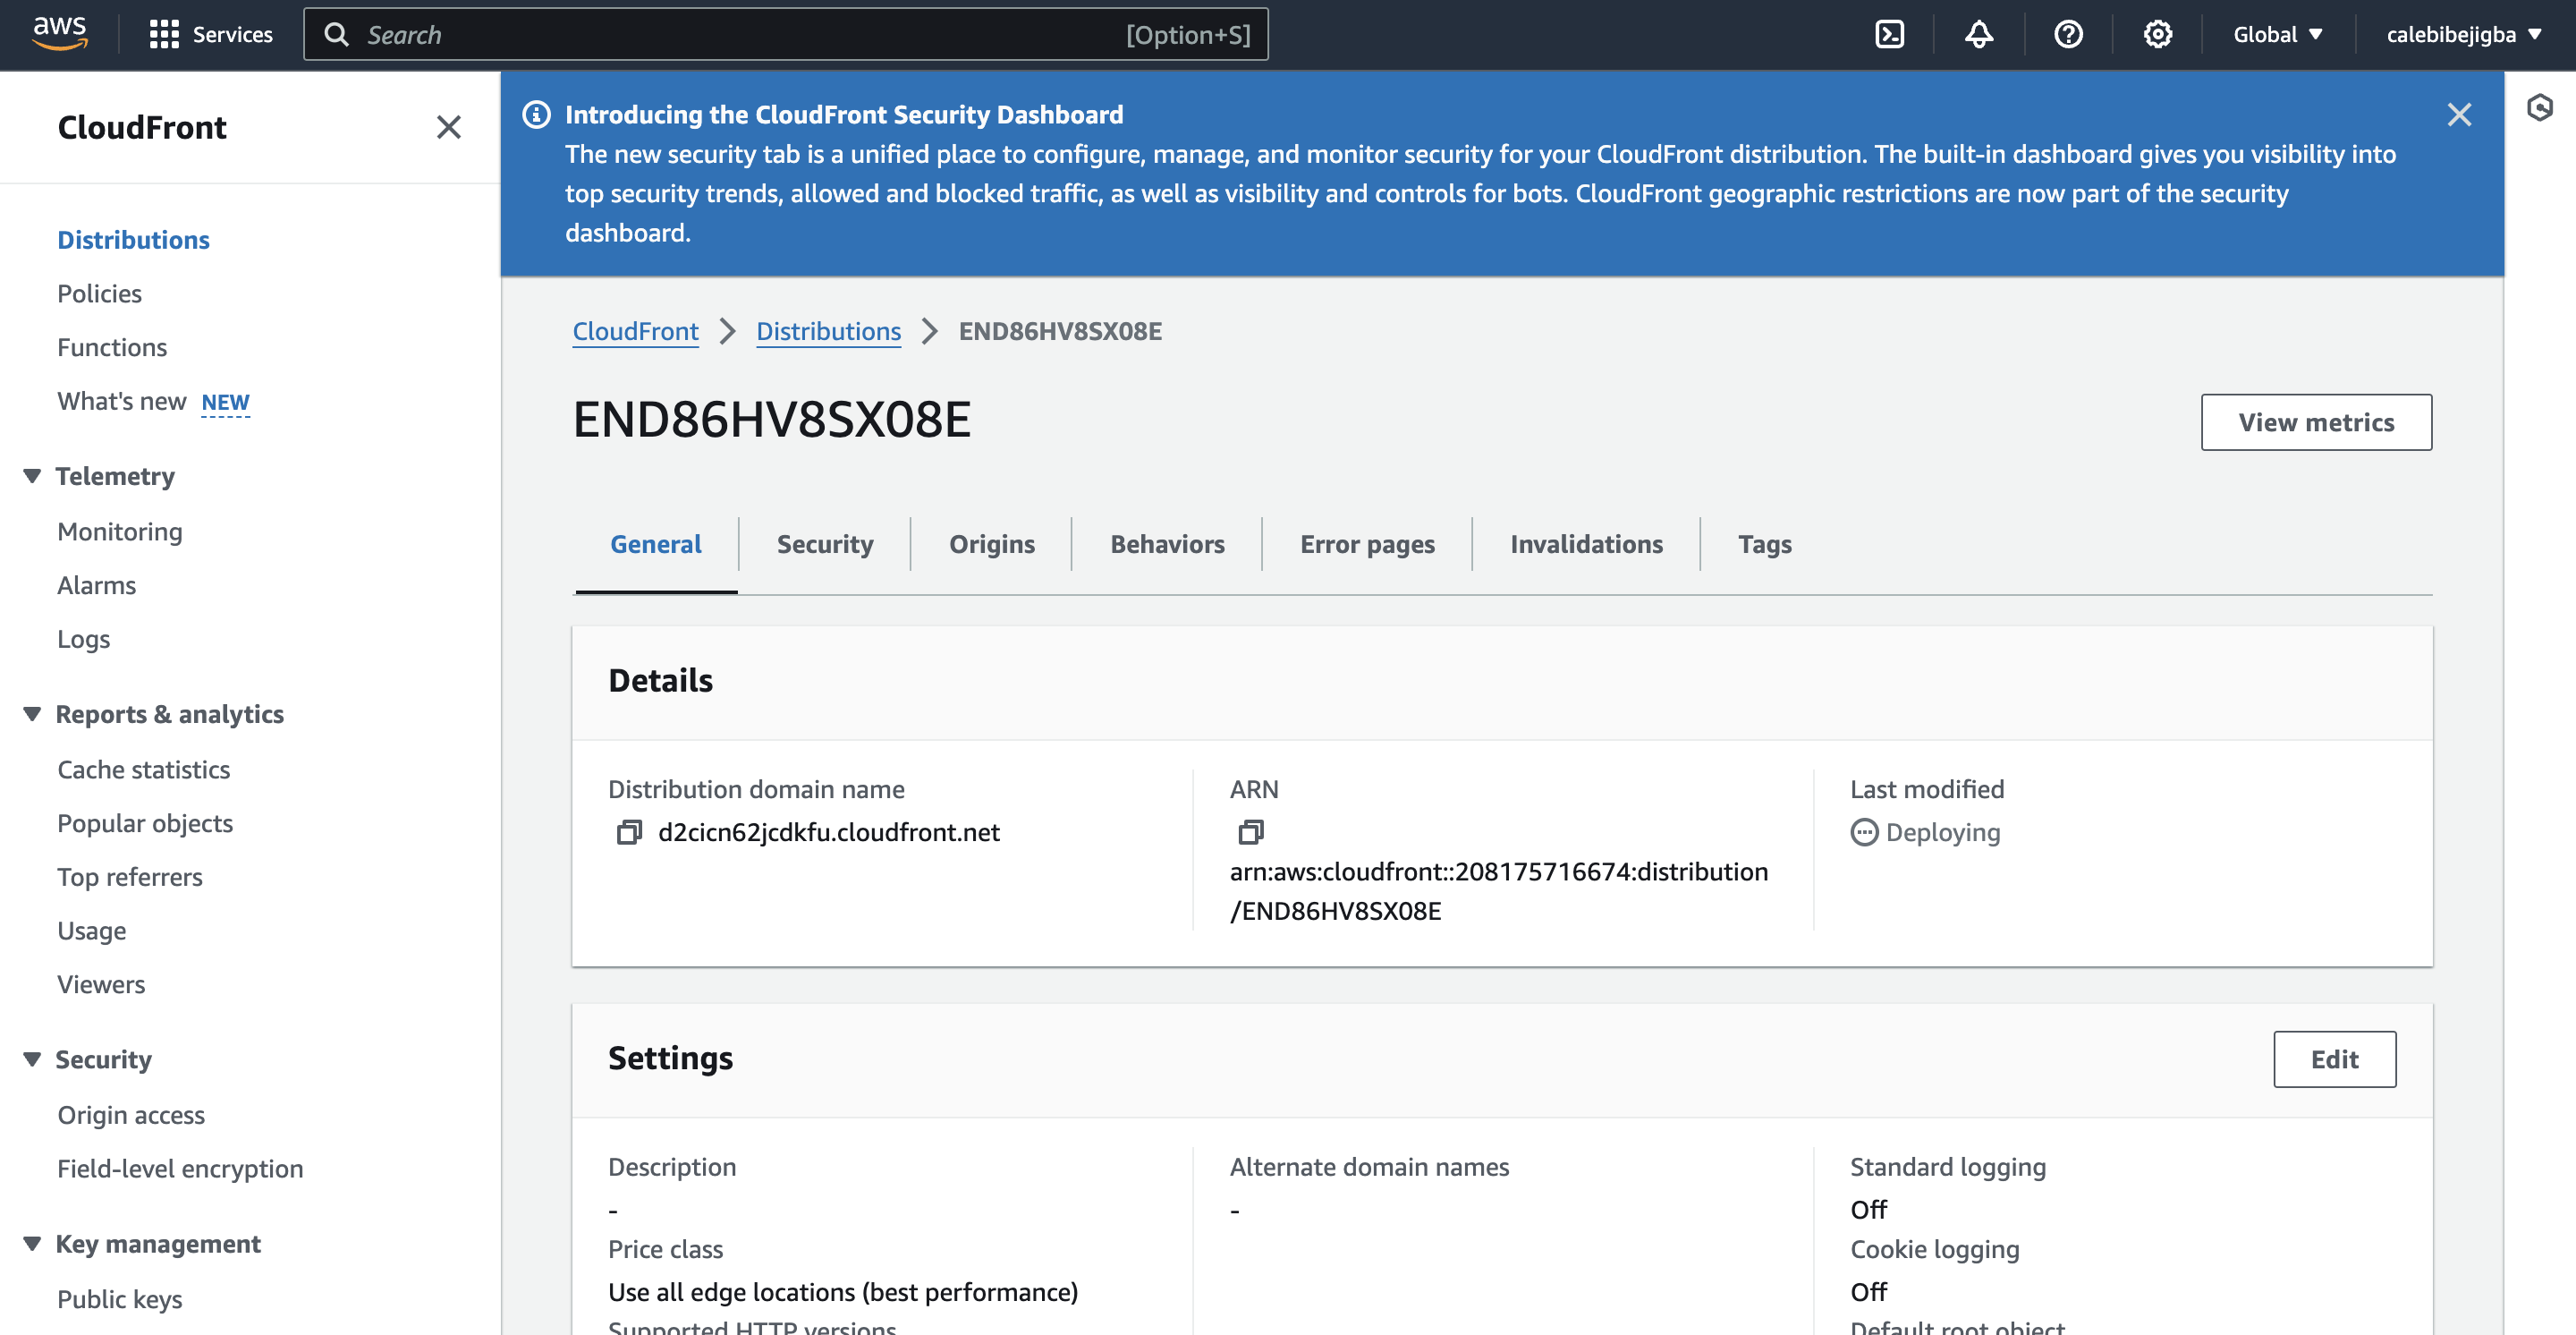 aws
Services
Search
[Option+S]
Global
calebibejigba
CloudFront
Distributions
Policies
Functions
What's new NEW
Telemetry
Monitoring
Alarms
Logs
Reports & analytics
Cache statistics
Popular objects
Top referrers
Usage
Viewers
Security
Origin access
Field-level encryption
Key management
Public keys
Introducing the CloudFront Security Dashboard
The new security tab is a unified place to configure, manage, and monitor security for your CloudFront distribution. The built-in dashboard gives you visibility into
top security trends, allowed and blocked traffic, as well as visibility and controls for bots. CloudFront geographic restrictions are now part of the security
dashboard.
CloudFront > Distributions > END86HV8SX08E
END86HV8SX08E
View metrics
General
Security
Origins
Behaviors
Error pages
Invalidations
Tags
Details
Distribution domain name
d2cicn62jcdkfu.cloudfront.net
ARN
arn:aws:cloudfront::208175716674:distribution
/END86HV8SX08E
Last modified
Deploying
Settings
Edit
Description
-
Price class
Use all edge locations (best performance)
Supported HTTP versions
Alternate domain names
-
Standard logging
Off
Cookie logging
Off
Default root object